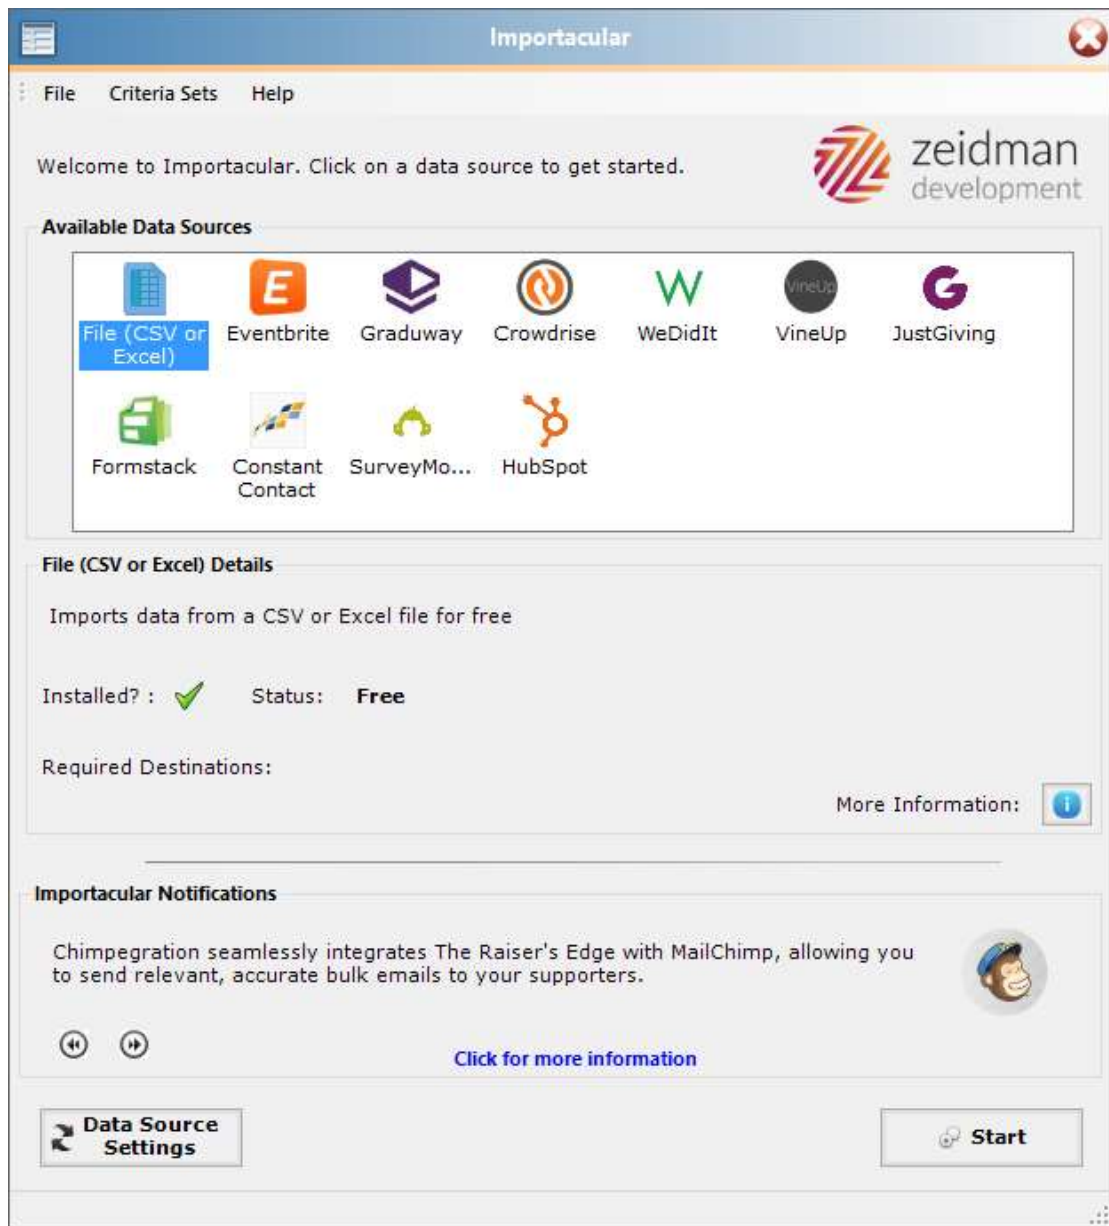 Importacular
File Criteria Sets Help
Welcome to Importacular. Click on a data source to get started.
zeidman
development
Available Data Sources
File (CSV or
Excel)
Eventbrite
Graduway
Crowdrise
WeDidIt
VineUp
VineUp
JustGiving
Formstack
Constant
Contact
SurveyMo...
HubSpot
File (CSV or Excel) Details
Imports data from a CSV or Excel file for free
Installed? : Status: Free
Required Destinations:
More Information:
Importacular Notifications
Chimpegration seamlessly integrates The Raiser's Edge with MailChimp, allowing you
to send relevant, accurate bulk emails to your supporters.
Click for more information
Data Source
Settings
Start